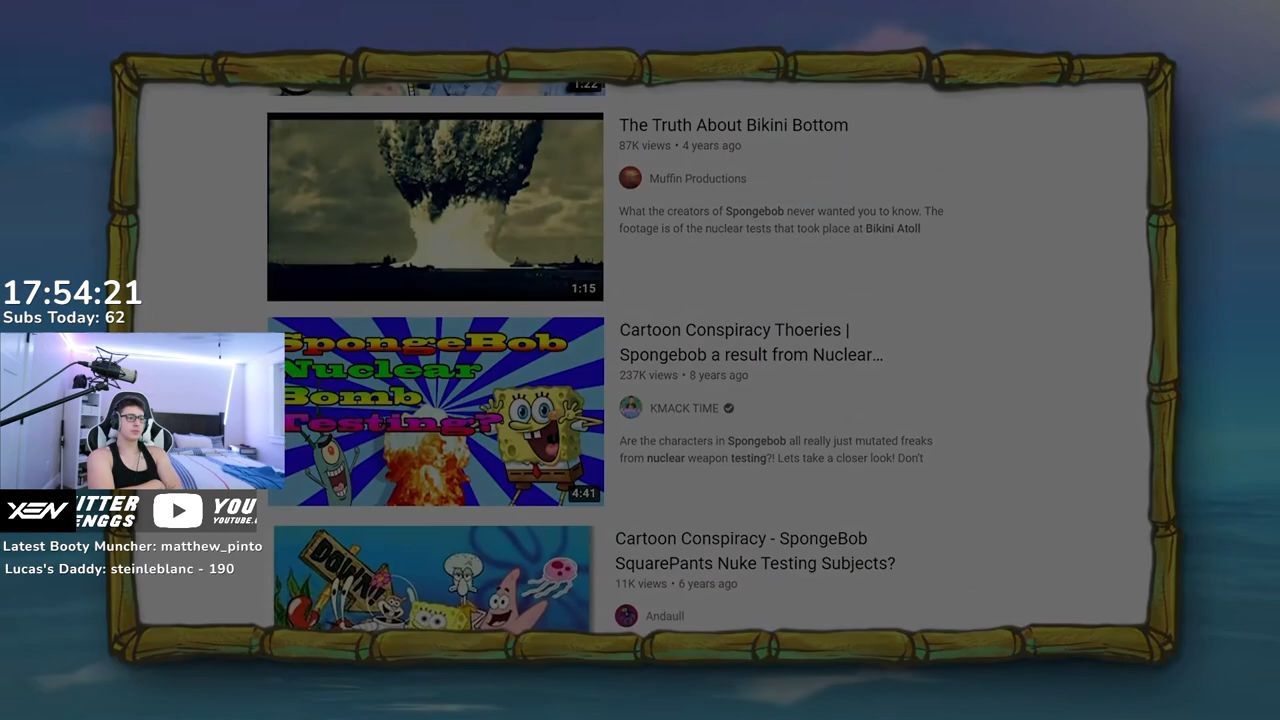 1:22
The Truth About Bikini Bottom
87K views • 4 years ago
Muffin Productions
What the creators of Spongebob never wanted you to know. The
footage is of the nuclear tests that took place at Bikini Atoll
1:15
17:54:21
Subs Today: 62
SpongeBob
Nuclear
Bomb
Testing?
4:41
Cartoon Conspiracy Thoeries |
Spongebob a result from Nuclear...
237K views • 8 years ago
KMACK TIME
Are the characters in Spongebob all really just mutated freaks
from nuclear weapon testing?! Lets take a closer look! Don't
XEN
ITTER
ENGGS
YOU
YOUTUBE.
Latest Booty Muncher: matthew_pinto
Lucas's Daddy: steinleblanc - 190
Cartoon Conspiracy - SpongeBob
SquarePants Nuke Testing Subjects?
11K views • 6 years ago
Andaull